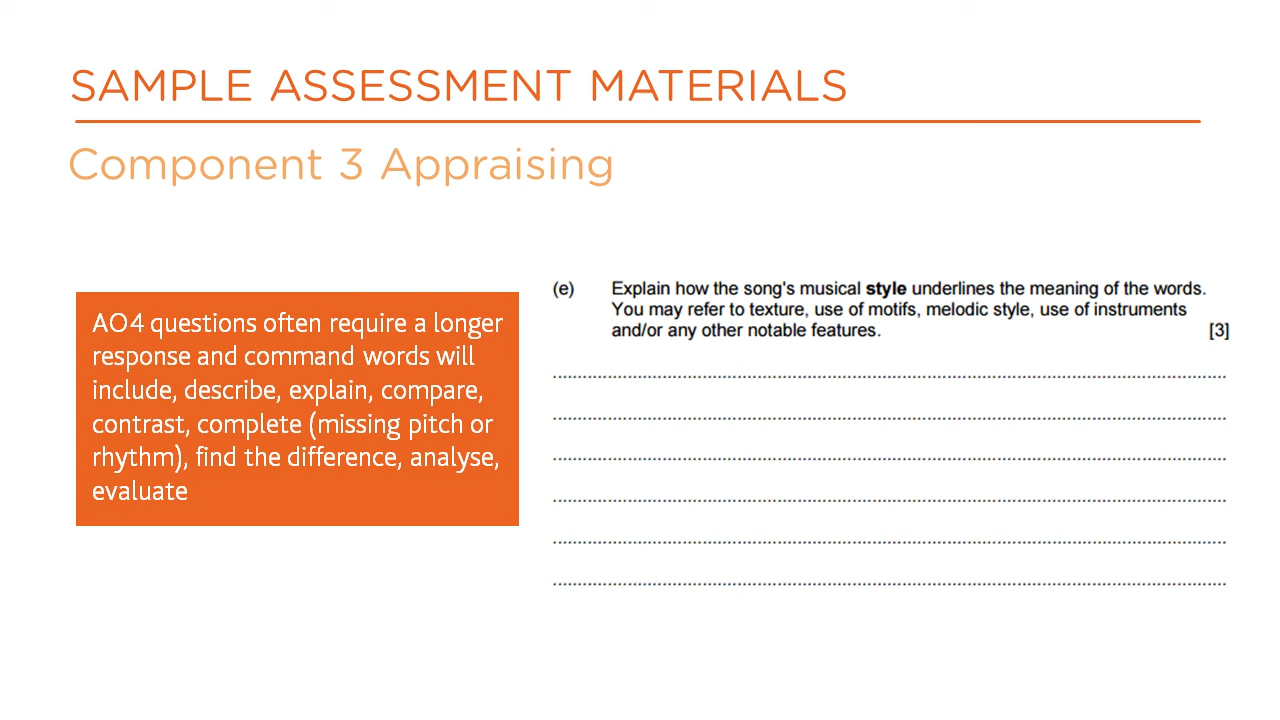 SAMPLE ASSESSMENT MATERIALS
Component 3 Appraising
AO4 questions often require a longer
response and command words will
include, describe, explain, compare,
contrast, complete (missing pitch or
rhythm), find the difference, analyse,
evaluate
(e) Explain how the song's musical style underlines the meaning of the words.
You may refer to texture, use of motifs, melodic style, use of instruments
and/or any other notable features. [3]